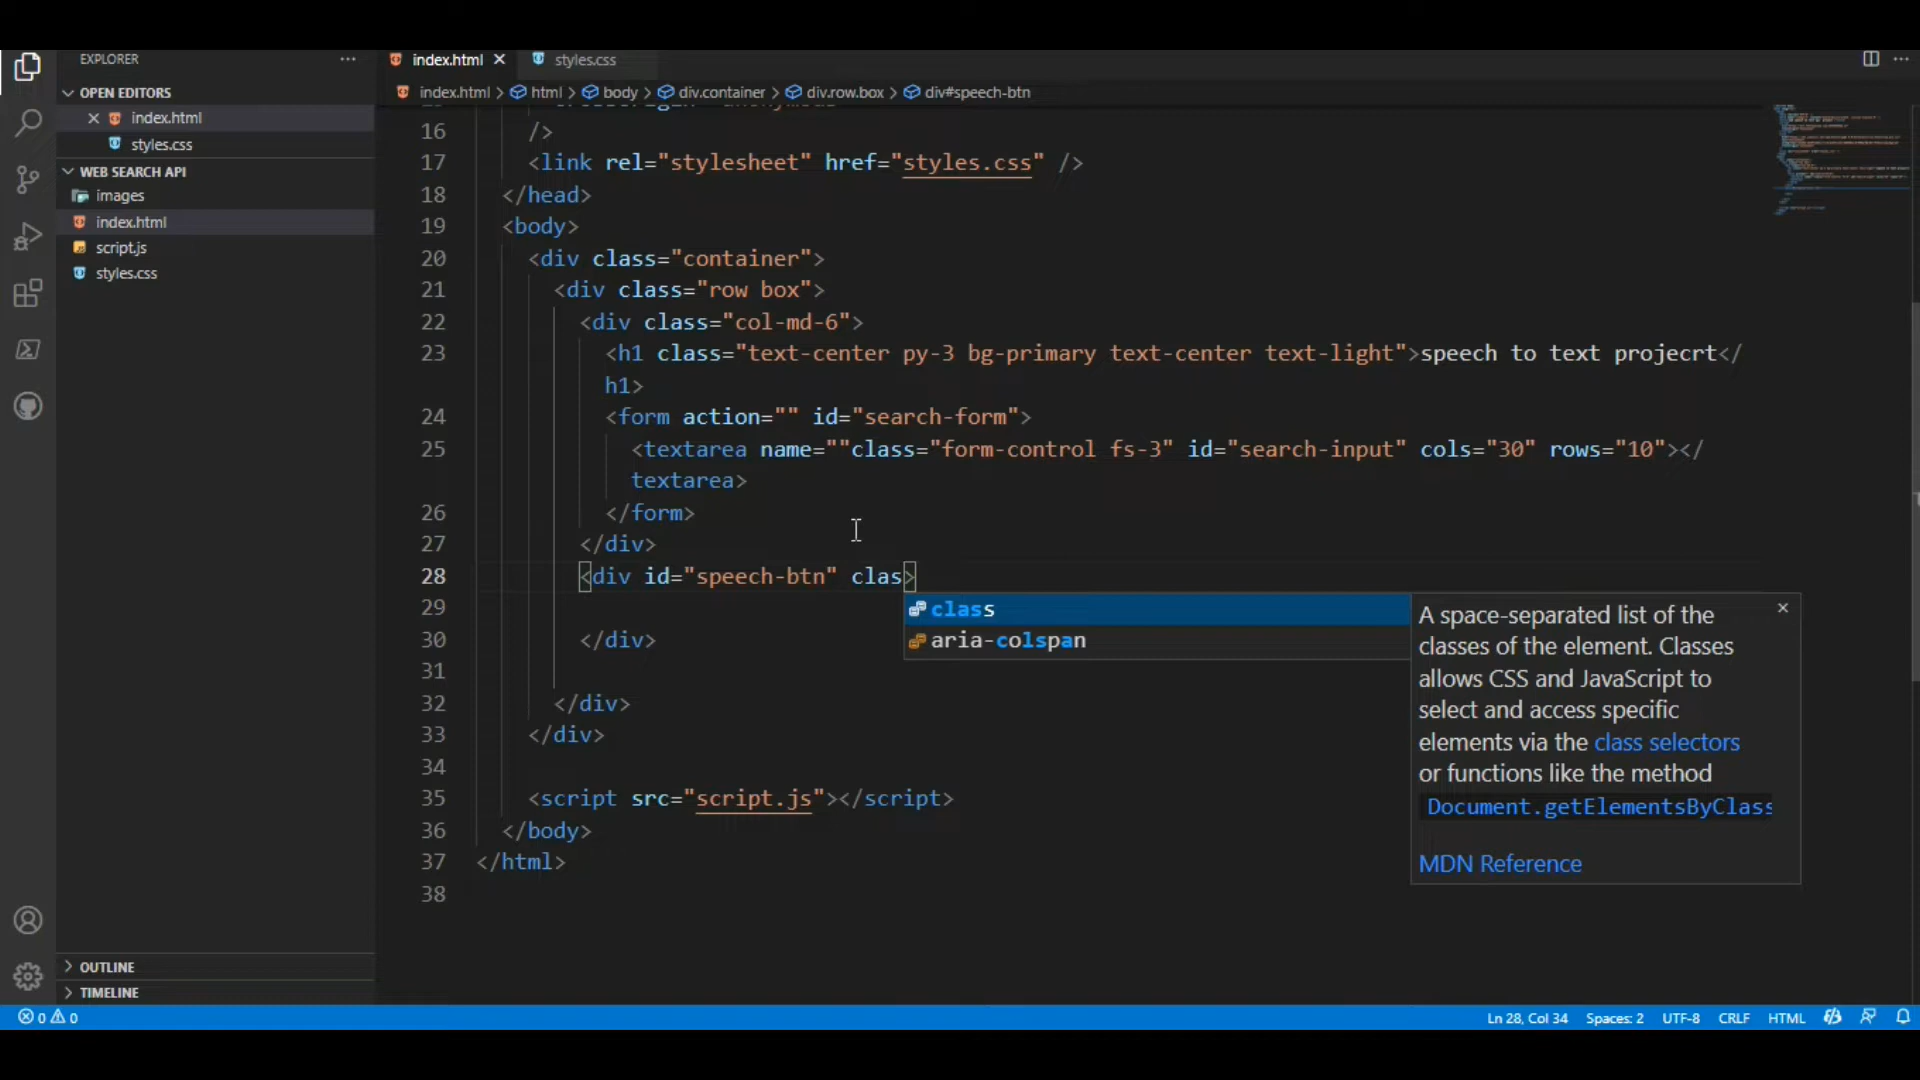 EXPLORER
···
index.html
styles.css
index.html > html > body > div.container > div.row.box > div#speech-btn
OPEN EDITORS
index.html
styles.css
WEB SEARCH API
images
index.html
script.js
styles.css
OUTLINE
TIMELINE
16 />
17 <link rel="stylesheet" href="styles.css" />
18 </head>
19 <body>
20 <div class="container">
21 <div class="row box">
22 <div class="col-md-6">
23 <h1 class="text-center py-3 bg-primary text-center text-light">speech to text projecrt</
h1>
24 <form action="" id="search-form">
25 <textarea name=""class="form-control fs-3" id="search-input" cols="30" rows="10"></
textarea>
26 </form>
27 </div>
28 <div id="speech-btn" clas>
29
30 </div>
31
32 </div>
33 </div>
34
35 <script src="script.js"></script>
36 </body>
37 </html>
38
class
aria-colspan
A space-separated list of the
classes of the element. Classes
allows CSS and JavaScript to
select and access specific
elements via the class selectors
or functions like the method
Document.getElementsByClass
MDN Reference
0 0
Ln 28, Col 34 Spaces: 2 UTF-8 CRLF HTML